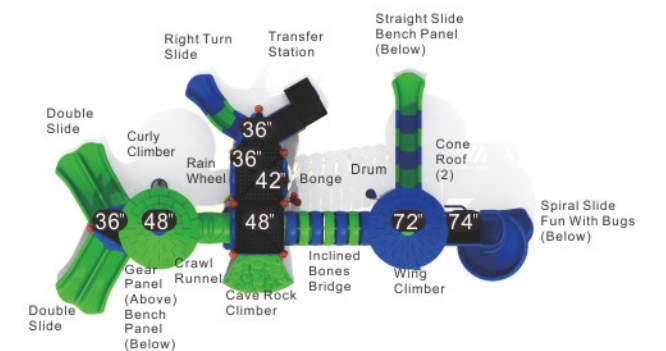 Straight Slide
Bench Panel
(Below)
Right Turn
Slide
Transfer
Station
Double
Slide
Curly
Climber
36"
Rain
Wheel
36"
42"
Bonge
Drum
Cone
Roof
(2)
36"
48"
48"
72"
74"
Spiral Slide
Fun With Bugs
(Below)
Gear
Panel
(Above)
Bench
Panel
(Below)
Crawl
Runnel
Cave Rock
Climber
Inclined
Bones
Bridge
Wing
Climber
Double
Slide